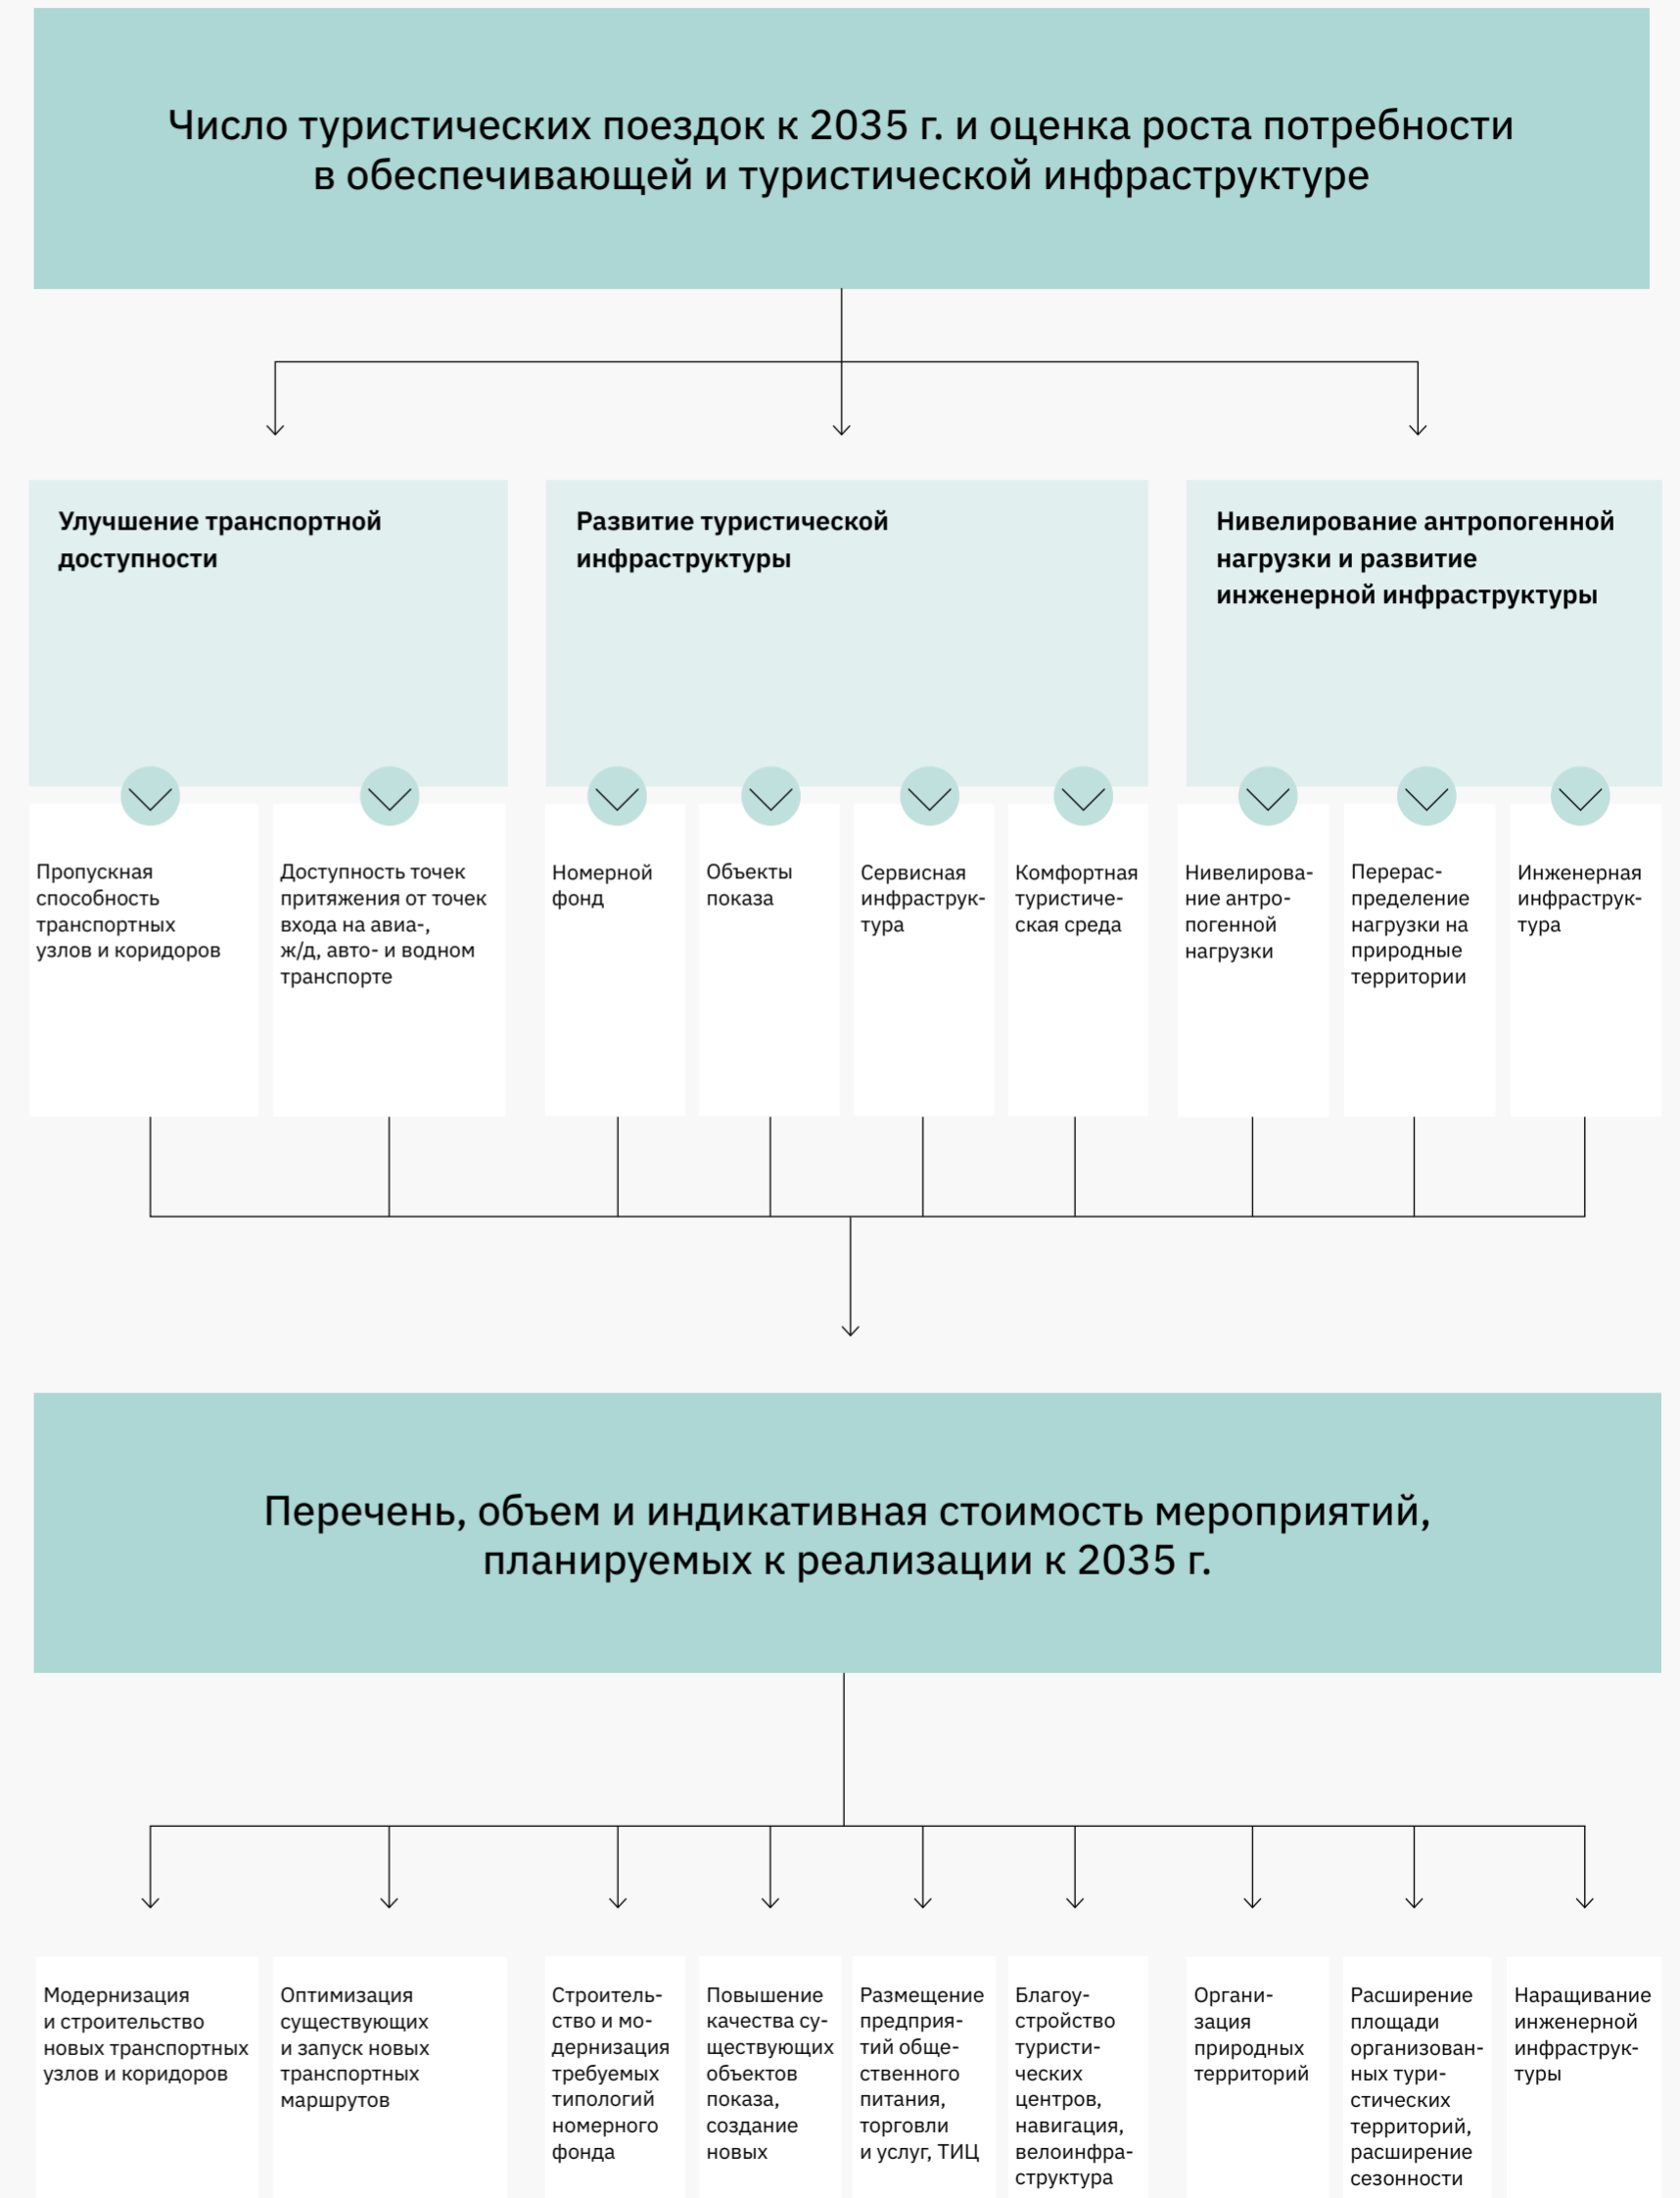 Число туристических поездок к 2035 г. и оценка роста потребности
в обеспечивающей и туристической инфраструктуре
Улучшение транспортной
доступности
Развитие туристической
инфраструктуры
Нивелирование антропогенной
нагрузки и развитие
инженерной инфраструктуры
Пропускная
способность
транспортных
узлов и коридоров
Доступность точек
притяжения от точек
входа на авиа-,
ж/д, авто- и водном
транспорте
Номерной
фонд
Объекты
показа
Сервисная
инфраструк-
тура
Комфортная
туристиче-
ская среда
Нивелирова-
ние антро-
погенной
нагрузки
Перерас-
пределение
нагрузки на
природные
территории
Инженерная
инфраструк-
тура
Перечень, объем и индикативная стоимость мероприятий,
планируемых к реализации к 2035 г.
Модернизация
и строительство
новых транспортных
узлов и коридоров
Оптимизация
существующих
и запуск новых
транспортных
маршрутов
Строитель-
ство и мо-
дернизация
требуемых
типологий
номерного
фонда
Повышение
качества су-
ществующих
объектов
показа,
создание
новых
Размещение
предприя-
тий обще-
ственного
питания,
торговли
и услуг, ТИЦ
Благоу-
стройство
туристи-
ческих
центров,
навигация,
велоинфра-
структура
Органи-
зация
природных
территорий
Расширение
площади
организован-
ных тури-
стических
территорий,
расширение
сезонности
Наращивание
инженерной
инфраструк-
туры